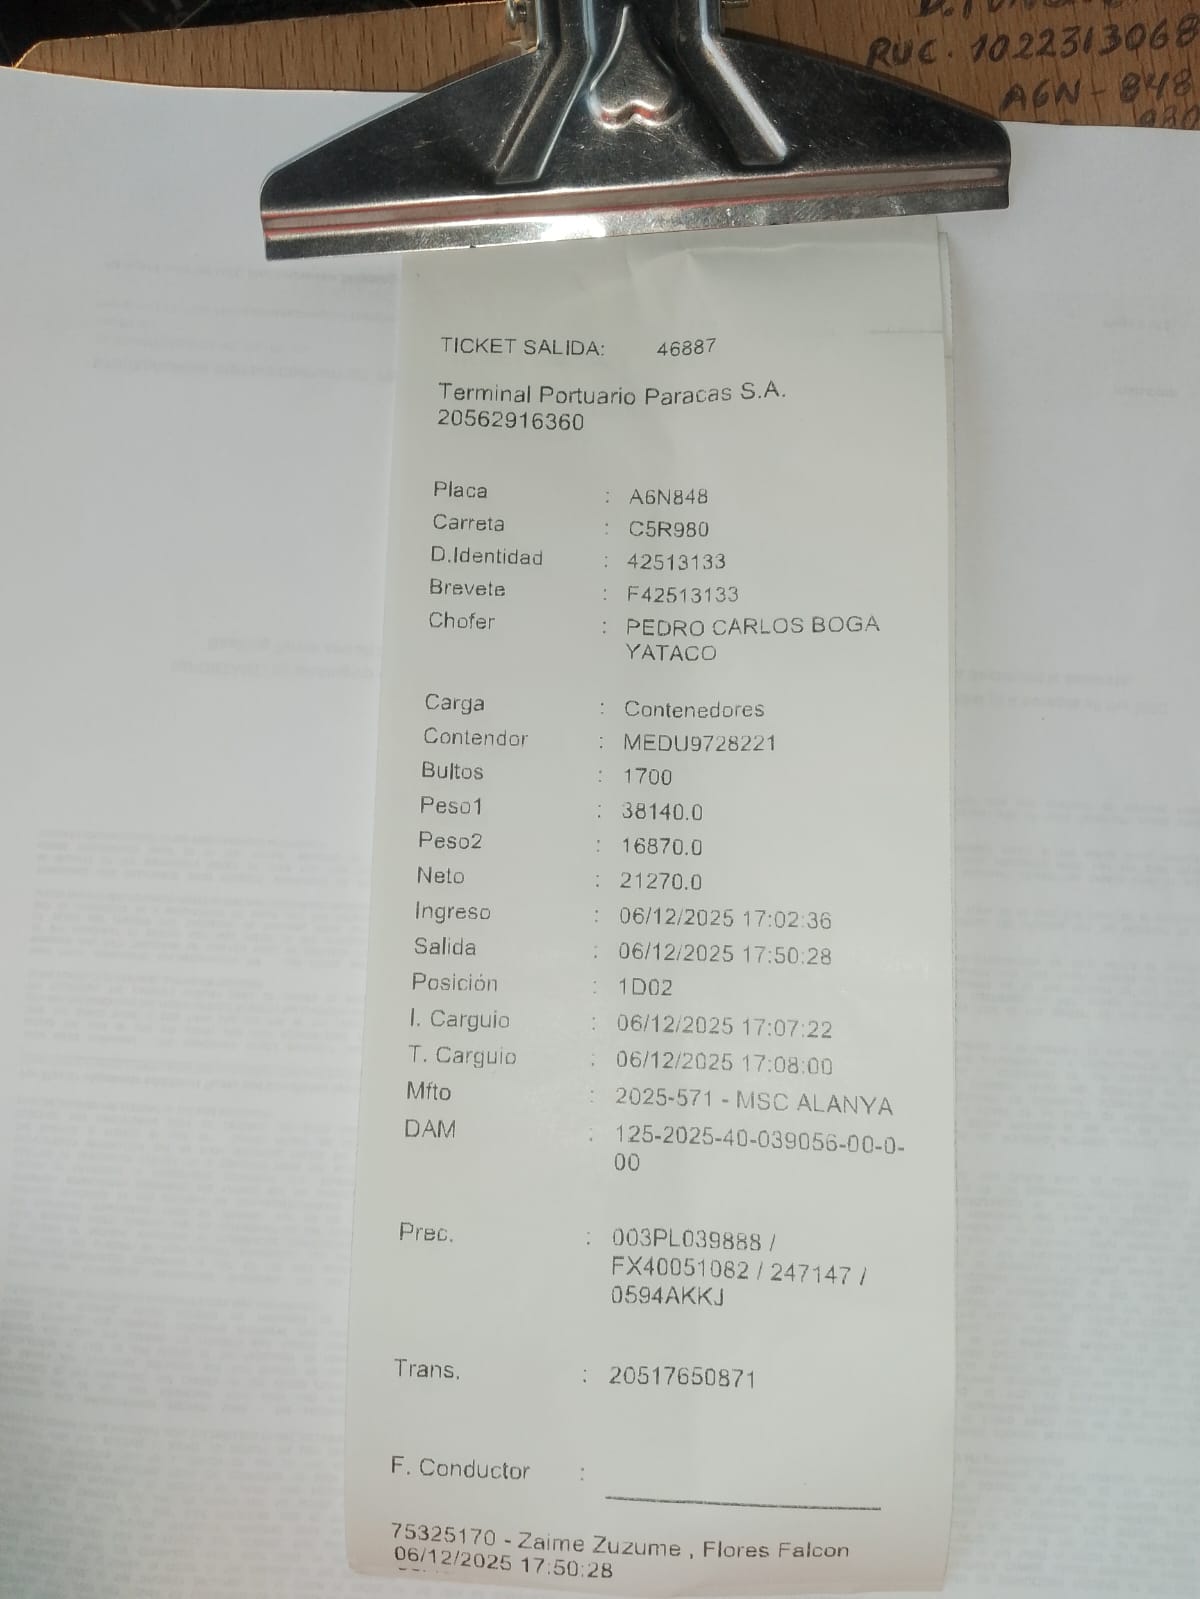 RUC. 1022313068
A6N-848
TICKET SALIDA: 46887
Terminal Portuario Paracas S.A.
20562916360
Placa : A6N848
Carreta : C5R980
D.Identidad : 42513133
Brevete : F42513133
Chofer : PEDRO CARLOS BOGA
YATACO
Carga : Contenedores
Contendor : MEDU9728221
Bultos : 1700
Peso1 : 38140.0
Peso2 : 16870.0
Neto : 21270.0
Ingreso : 06/12/2025 17:02:36
Salida : 06/12/2025 17:50:28
Posición : 1D02
I. Carguio : 06/12/2025 17:07:22
T. Carguio : 06/12/2025 17:08:00
Mfto : 2025-571 - MSC ALANYA
DAM : 125-2025-40-039056-00-0-
00
Prec. : 003PL039888 /
FX40051082 / 247147 /
0594AKKJ
Trans. : 20517650871
F. Conductor :
75325170 - Zaime Zuzume , Flores Falcon
06/12/2025 17:50:28